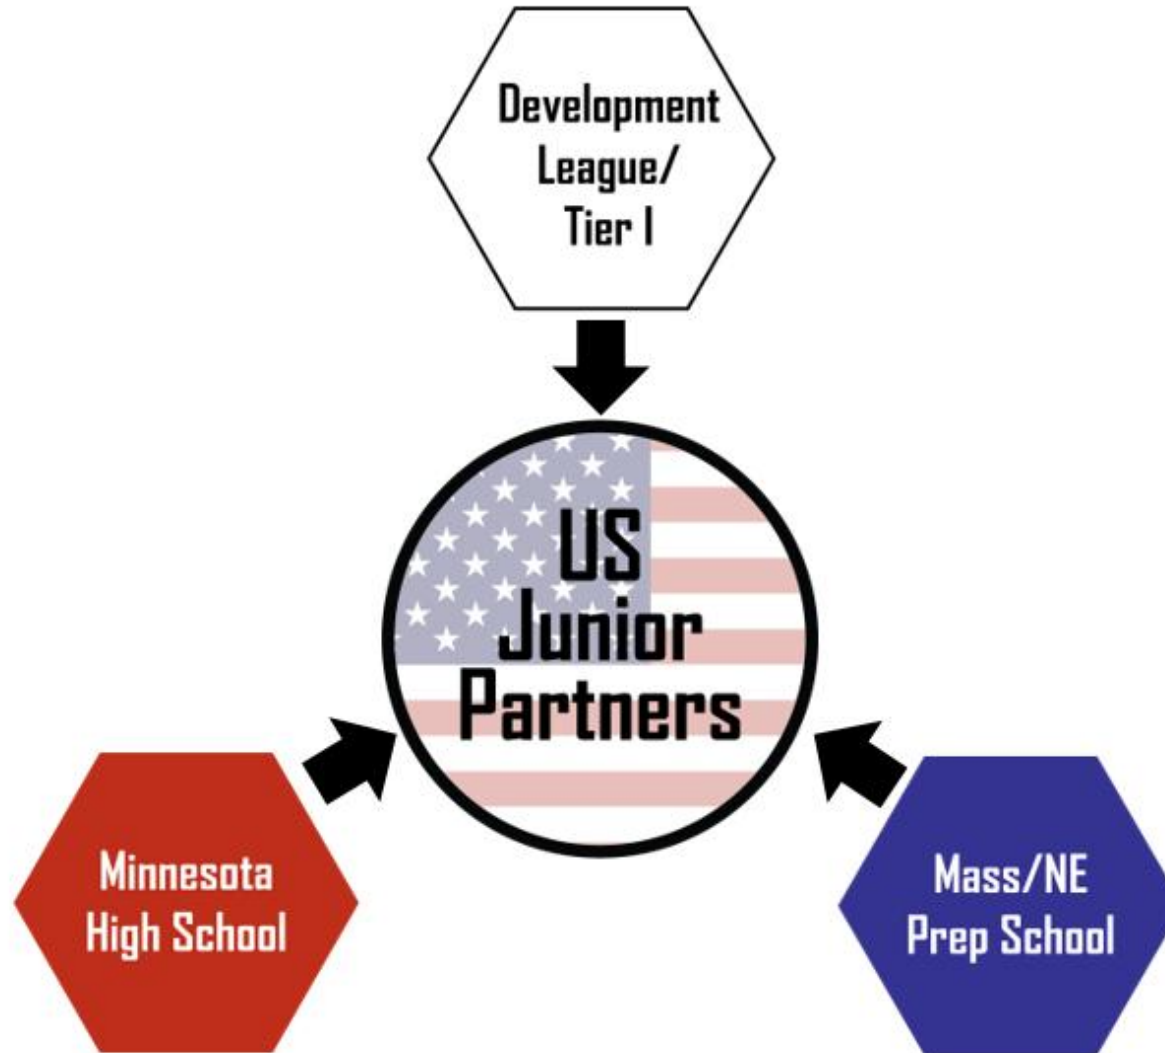 Development
League/
Tier I
US
Junior
Partners
Minnesota
High School
Mass/NE
Prep School